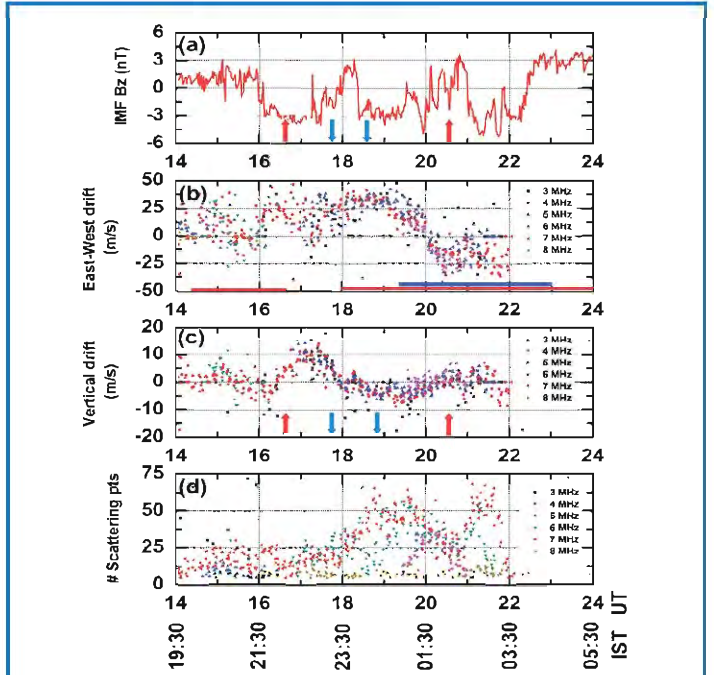 (a)
IMF Bz (nT)
6
3
0
-3
-6
14 16 18 20 22 24
(b)
East-West drift
(m/s)
50
25
0
-25
-50
3 MHz
4 MHz
5 MHz
6 MHz
7 MHz
8 MHz
14 16 18 20 22 24
(c)
Vertical drift
(m/s)
20
10
0
-10
-20
3 MHz
4 MHz
5 MHz
6 MHz
7 MHz
8 MHz
14 16 18 20 22 24
(d)
# Scattering pts
75
50
25
0
3 MHz
4 MHz
5 MHz
6 MHz
7 MHz
8 MHz
14 16 18 20 22 24 UT
19:30 21:30 23:30 01:30 03:30 05:30 IST